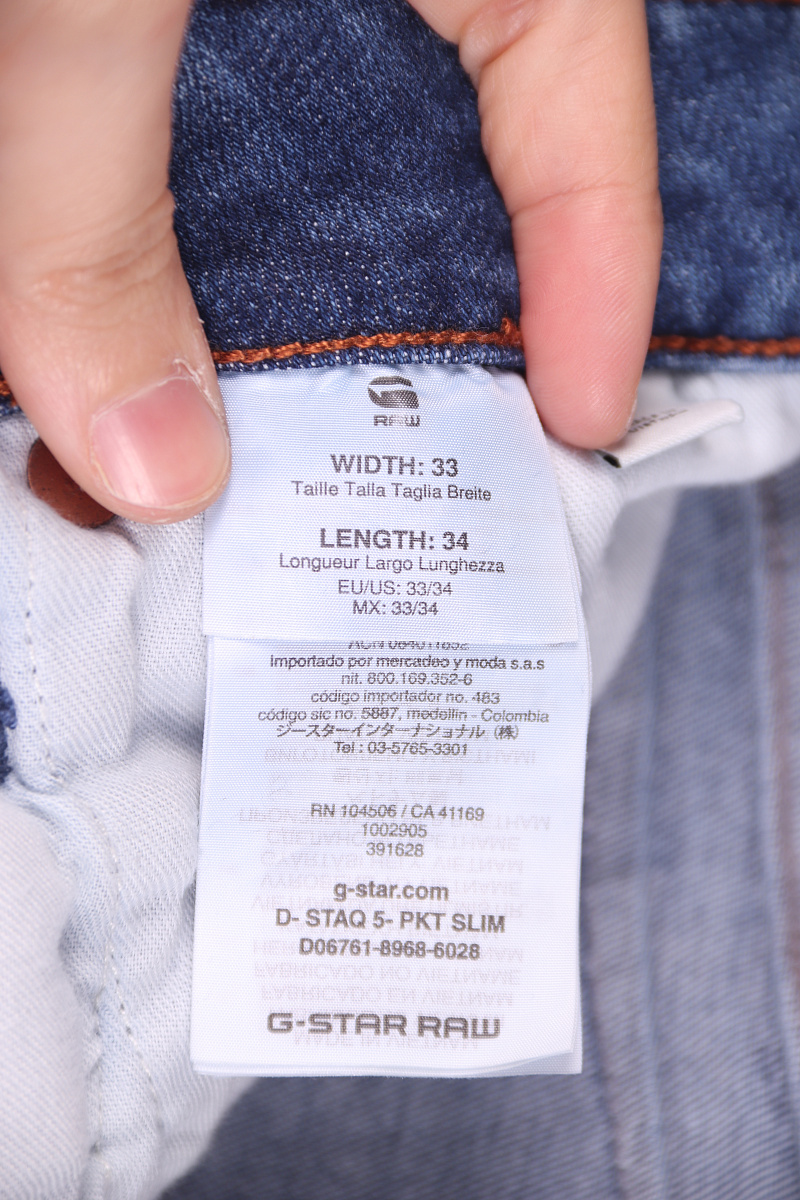 RAW
WIDTH: 33
Taille Talla Taglia Breite
LENGTH: 34
Longueur Largo Lunghezza
EU/US: 33/34
MX: 33/34
Importado por mercadeo y moda s.a.s
nit. 800.169.352-6
código importador no. 483
código sic no. 5887, medellin - Colombia
ジースターインターナショナル（株）
Tel : 03-5765-3301
RN 104506 / CA 41169
1002905
391628
g-star.com
D- STAQ 5- PKT SLIM
D06761-8968-6028
G-STAR RAW